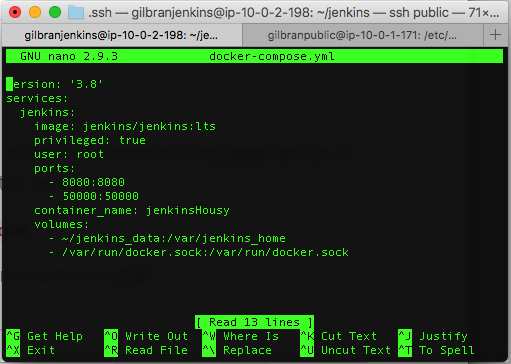 .ssh — gilbranjenkins@ip-10-0-2-198: ~/jenkins — ssh public — 71×...
gilbranjenkins@ip-10-0-2-198: ~/je... gilbranpublic@ip-10-0-1-171: /etc/... +
GNU nano 2.9.3 docker-compose.yml
version: '3.8'
services:
  jenkins:
    image: jenkins/jenkins:lts
    privileged: true
    user: root
    ports:
      - 8080:8080
      - 50000:50000
    container_name: jenkinsHousy
    volumes:
      - ~/jenkins_data:/var/jenkins_home
      - /var/run/docker.sock:/var/run/docker.sock
[ Read 13 lines ]
^G Get Help ^O Write Out ^W Where Is ^K Cut Text ^J Justify
^X Exit ^R Read File ^\ Replace ^U Uncut Text ^T To Spell